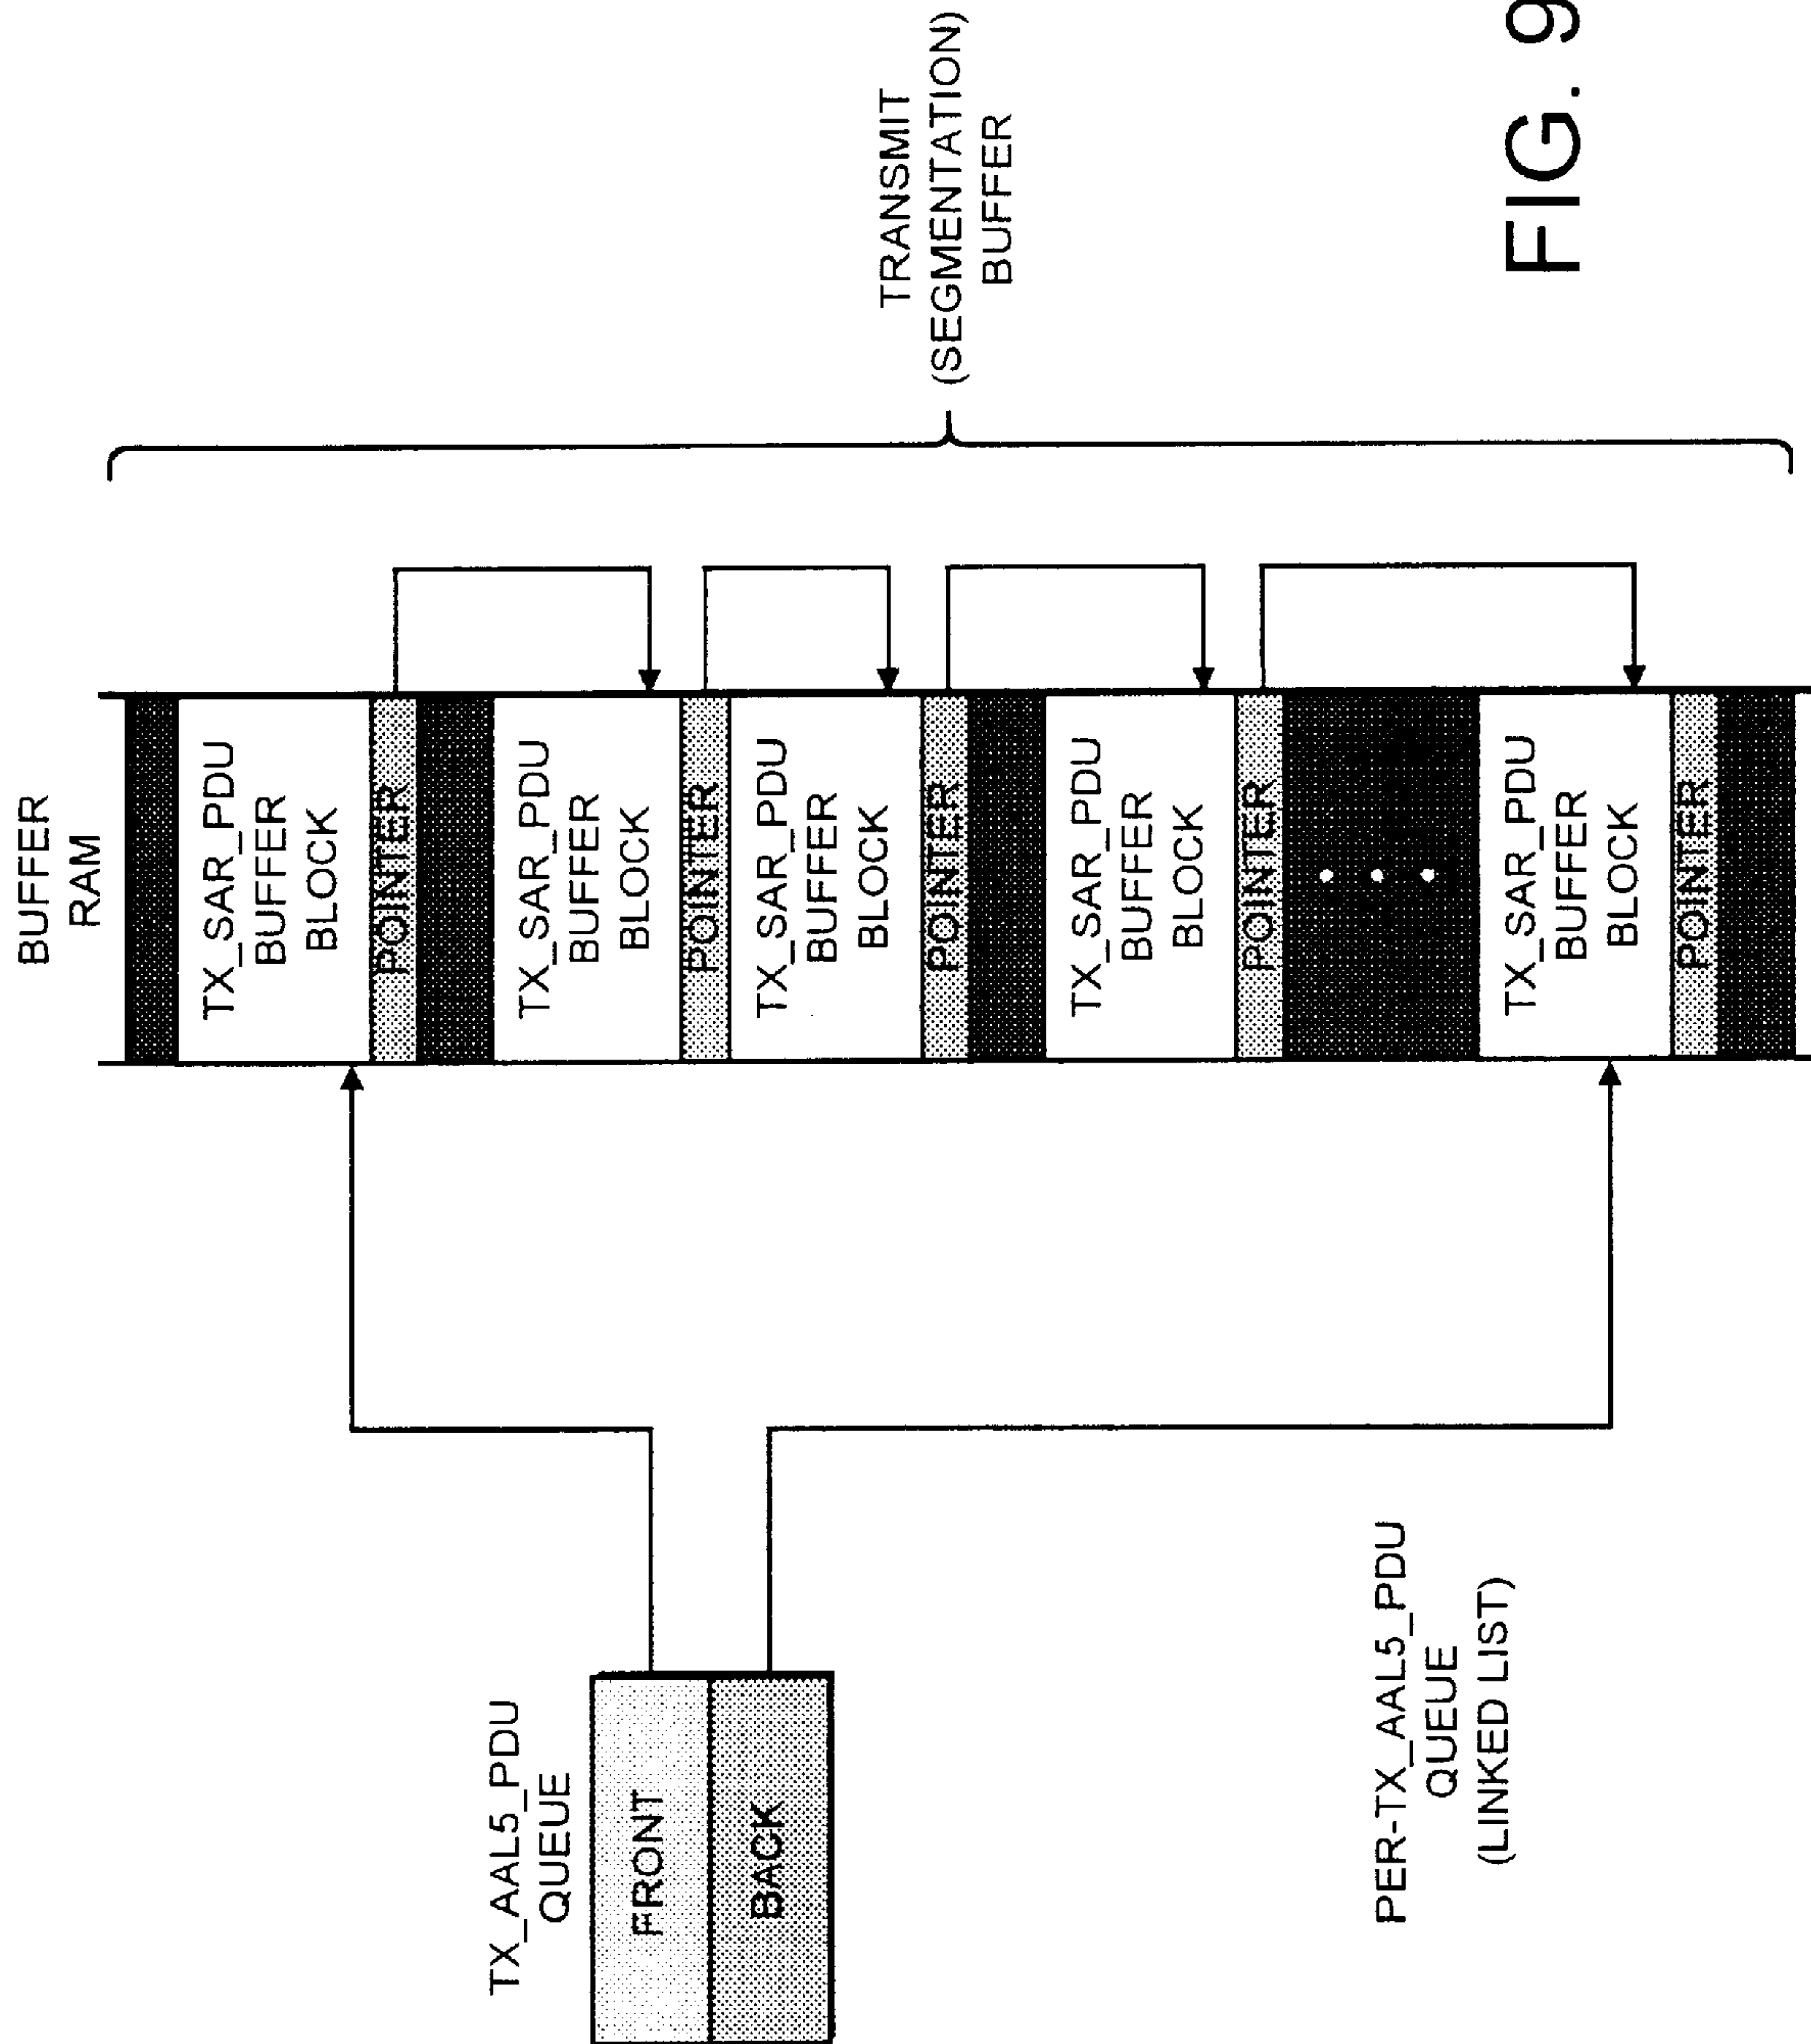 BUFFER
RAM
TX_SAR_PDU
BUFFER
BLOCK
POINTER
TX_SAR_PDU
BUFFER
BLOCK
POINTER
TX_SAR_PDU
BUFFER
BLOCK
POINTER
TX_SAR_PDU
BUFFER
BLOCK
POINTER
TX_SAR_PDU
BUFFER
BLOCK
POINTER
TRANSMIT
(SEGMENTATION)
BUFFER
TX_AAL5_PDU
QUEUE
FRONT
BACK
PER-TX_AAL5_PDU
QUEUE
(LINKED LIST)
FIG. 9